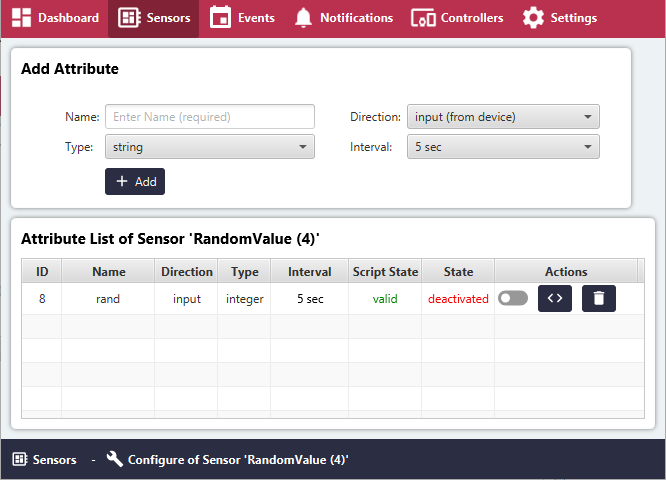 Dashboard Sensors Events Notifications Controllers Settings
Add Attribute
Name: Enter Name (required) Direction: input (from device)
Type: string Interval: 5 sec
+ Add
Attribute List of Sensor 'RandomValue (4)'
ID Name Direction Type Interval Script State State Actions
8 rand input integer 5 sec valid deactivated <>
Sensors - Configure of Sensor 'RandomValue (4)'